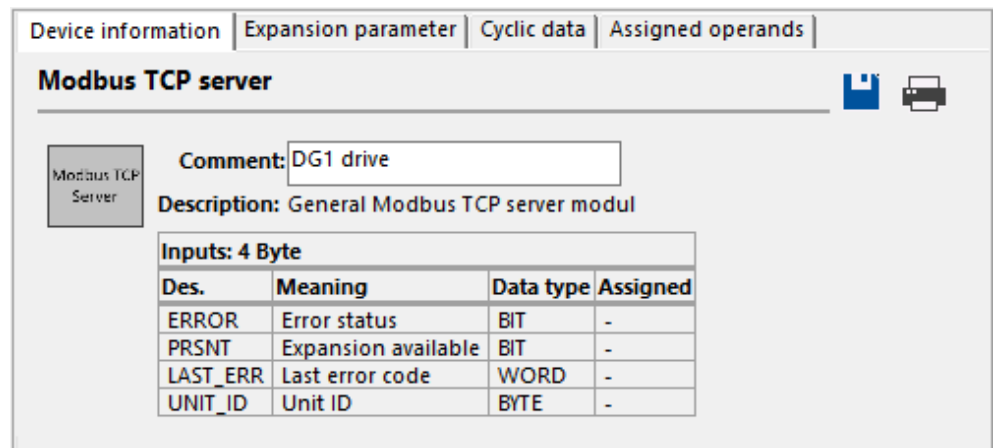 Device information Expansion parameter Cyclic data Assigned operands
Modbus TCP server
Modbus TCP
Server
Comment: DG1 drive
Description: General Modbus TCP server modul
Inputs: 4 Byte
Des. Meaning Data type Assigned
ERROR Error status BIT -
PRSNT Expansion available BIT -
LAST_ERR Last error code WORD -
UNIT_ID Unit ID BYTE -